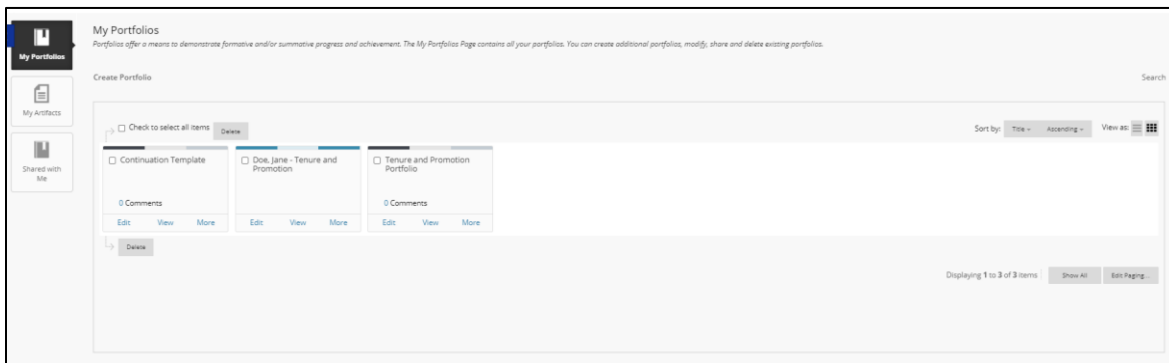 My Portfolios
My Artifacts
Shared with
Me
My Portfolios
Portfolios offer a means to demonstrate formative and/or summative progress and achievement. The My Portfolios Page contains all your portfolios. You can create additional portfolios, modify, share and delete existing portfolios.
Create Portfolio
Search
Check to select all items
Delete
Sort by:
Title
Ascending
View as:
Continuation Template
0 Comments
Edit View More
Doe, Jane - Tenure and
Promotion
Edit View More
Tenure and Promotion
Portfolio
0 Comments
Edit View More
Delete
Displaying 1 to 3 of 3 items
Show All
Edit Paging...